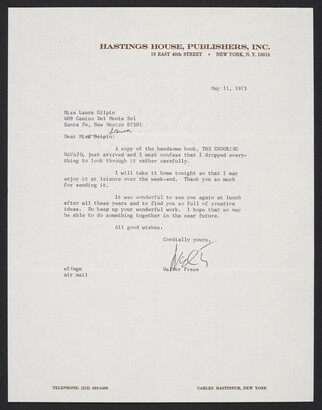 HASTINGS HOUSE, PUBLISHERS, INC.
10 EAST 40th STREET • NEW YORK, N. Y. 10016
May 11, 1973
Miss Laura Gilpin
409 Camino Del Monte Sol
Santa Fe, New Mexico 87501
Dear Miss Gilpin: Laura
A copy of the handsome book, THE ENDURING
NAVAJO, just arrived and I must confess that I dropped every-
thing to look through it rather carefully.
I will take it home tonight so that I may
enjoy it at leisure over the week-end. Thank you so much
for sending it.
It was wonderful to see you again at lunch
after all these years and to find you so full of creative
ideas. Do keep up your wonderful work. I hope that we may
be able to do something together in the near future.
All good wishes.
Cordially yours,
Walter Frese
wf/mgm
air mail
TELEPHONE: (212) 689-5400
CABLES: HASTHPUB, NEW YORK